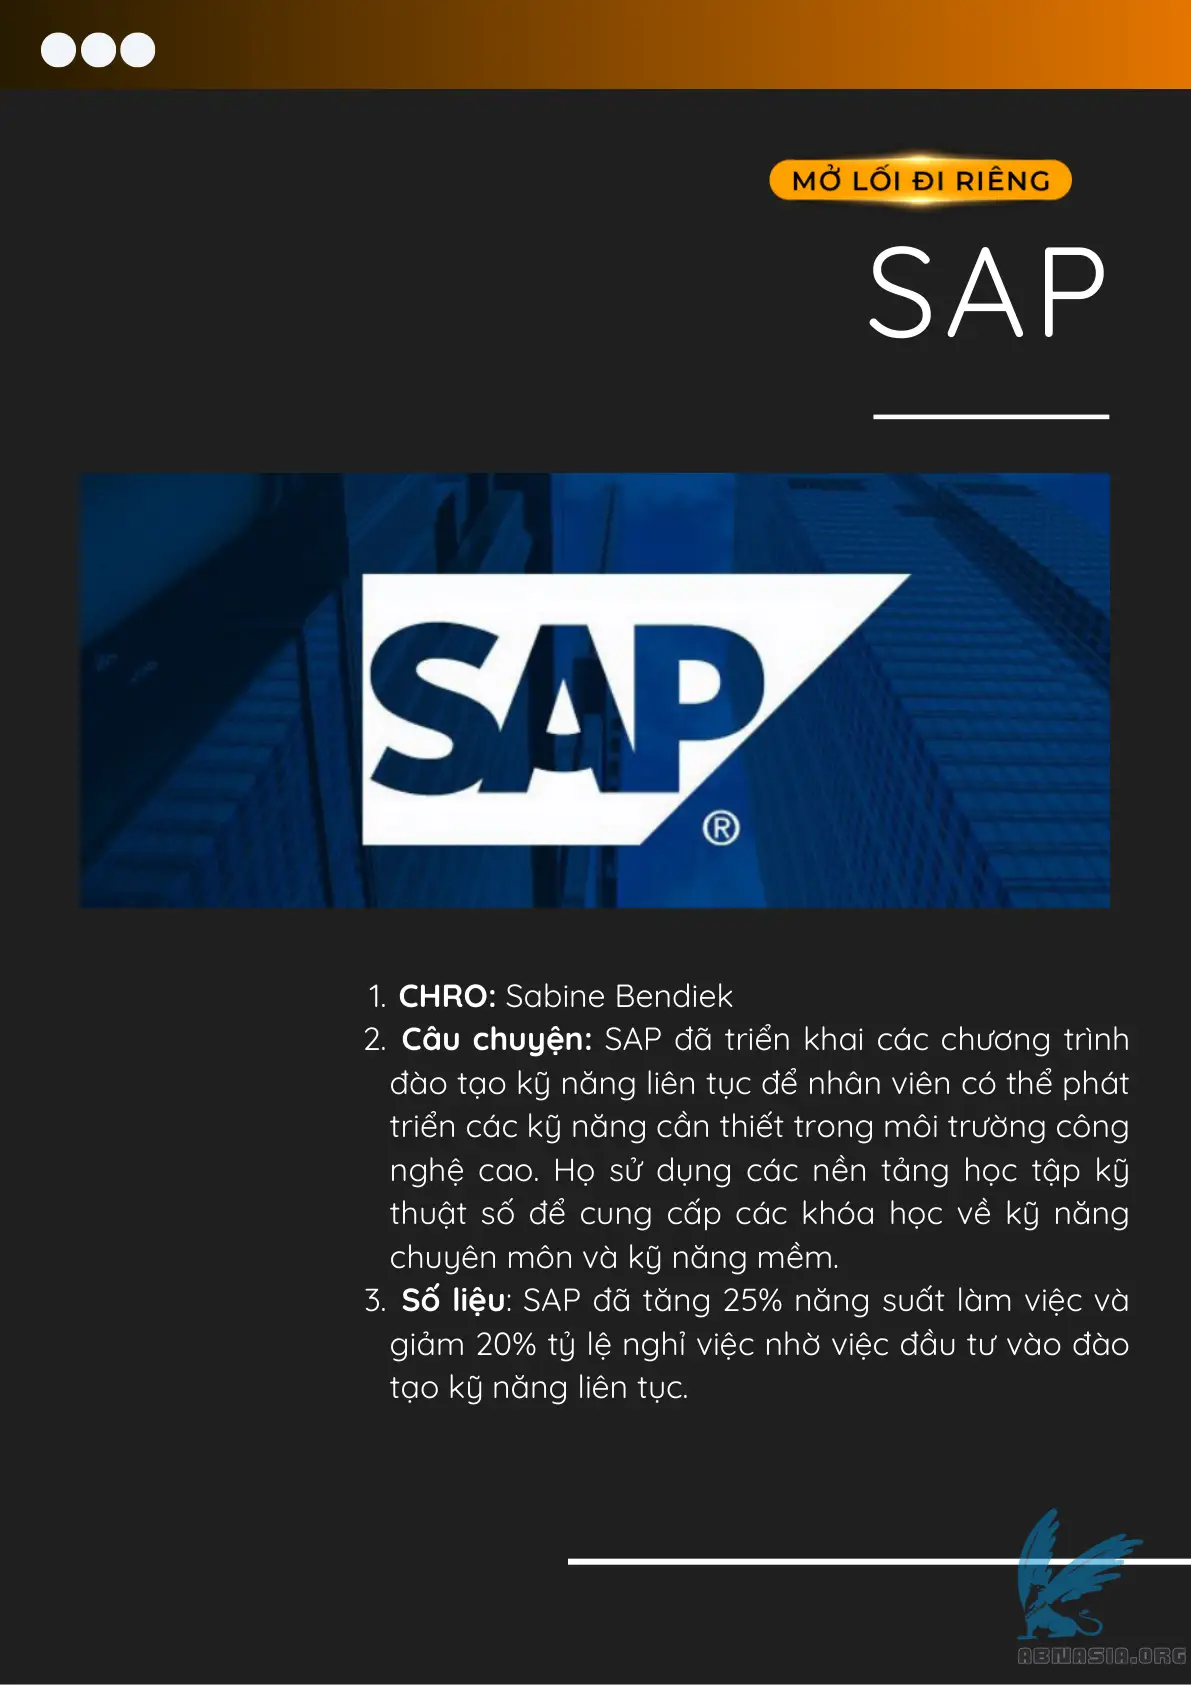 MỞ LỐI ĐI RIÊNG
SAP
SAP
®
1. CHRO: Sabine Bendiek
2. Câu chuyện: SAP đã triển khai các chương trình
đào tạo kỹ năng liên tục để nhân viên có thể phát
triển các kỹ năng cần thiết trong môi trường công
nghệ cao. Họ sử dụng các nền tảng học tập kỹ
thuật số để cung cấp các khóa học về kỹ năng
chuyên môn và kỹ năng mềm.
3. Số liệu: SAP đã tăng 25% năng suất làm việc và
giảm 20% tỷ lệ nghỉ việc nhờ việc đầu tư vào đào
tạo kỹ năng liên tục.
ABNASIA.ORG